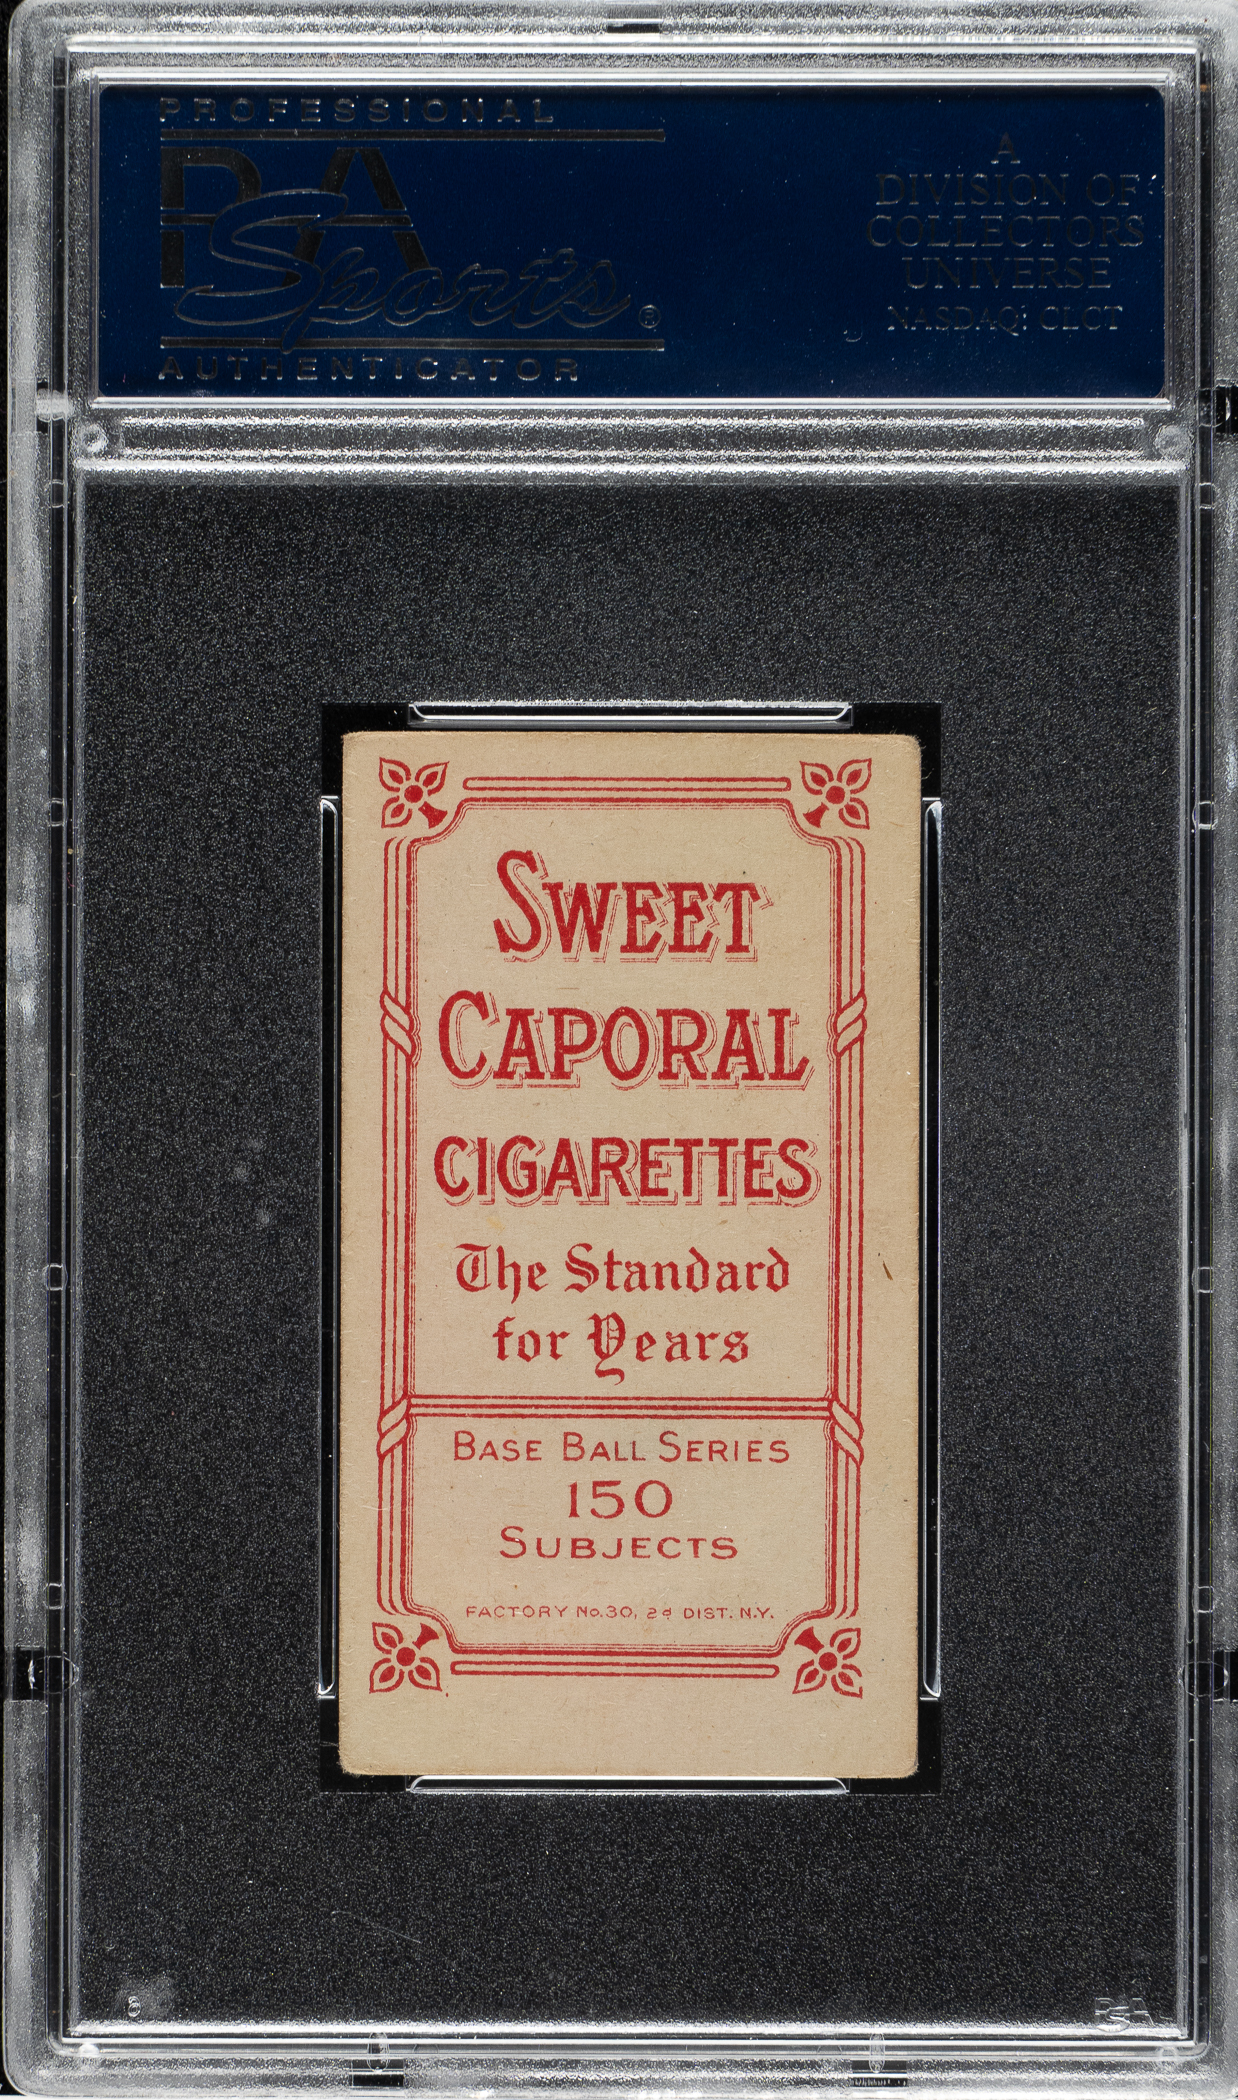 PROFESSIONAL
PSA
Sports ®
AUTHENTICATOR
A
DIVISION OF
COLLECTORS
UNIVERSE
NASDAQ: CLCT
SWEET
CAPORAL
CIGARETTES
The Standard
for Years
BASE BALL SERIES
150
SUBJECTS
FACTORY No. 30, 2d DIST. N.Y.
PSA